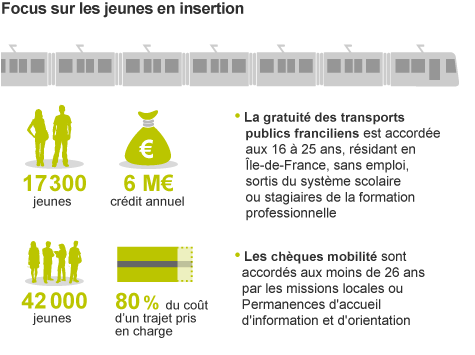 Focus sur les jeunes en insertion
17 300
jeunes
€
6 M€
crédit annuel
• La gratuité des transports
publics franciliens est accordée
aux 16 à 25 ans, résidant en
Île-de-France, sans emploi,
sortis du système scolaire
ou stagiaires de la formation
professionnelle
42 000
jeunes
80 % du coût
d'un trajet pris
en charge
• Les chèques mobilité sont
accordés aux moins de 26 ans
par les missions locales ou
Permanences d'accueil
d'information et d'orientation